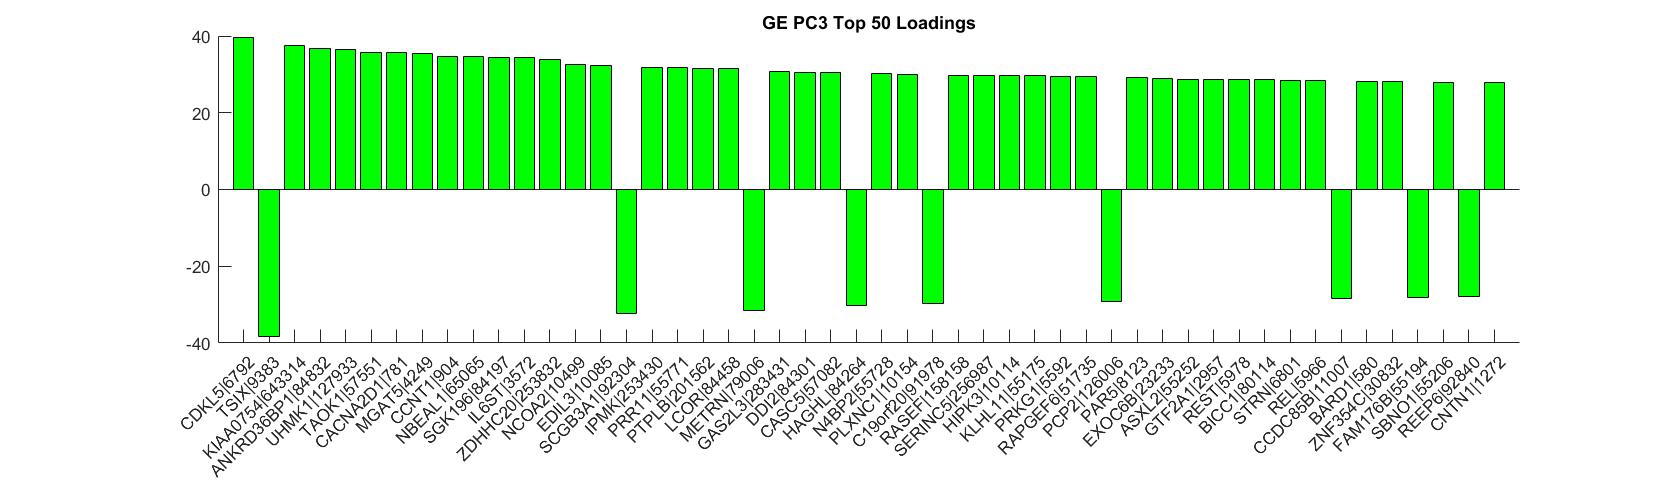 GE PC3 Top 50 Loadings
40
20
0
-20
-40
CDKL5|6792
TSIX|9383
KIAA0754|643314
ANKRD36BP1|84832
UHMK1|127933
TAOK1|57551
CACNA2D1|781
MGAT5|4249
CCNT1|904
NBEAL1|65065
SGK196|84197
IL6ST|3572
ZDHHC20|253832
NCOA2|10499
EDIL3|10085
SCGB3A1|92304
IPMK|253430
PRR11|55771
PTPLB|201562
LCOR|84458
METRN|79006
GAS2L3|283431
DDI2|84301
CASC5|57082
HAGHL|84264
N4BP2|55728
PLXNC1|10154
C19orf20|91978
RASEF|158158
SERINC5|256987
HIPK3|10114
KLHL11|55175
PRKG1|5592
RAPGEF6|51735
PCP2|126006
PAR5|8123
EXOC6B|23233
ASXL2|55252
GTF2A1|2957
REST|5978
BICC1|80114
STRN|6801
REL|5966
CCDC85B|11007
BARD1|580
ZNF354C|30832
FAM176B|55194
SBNO1|55206
REEP6|92840
CNTN1|1272